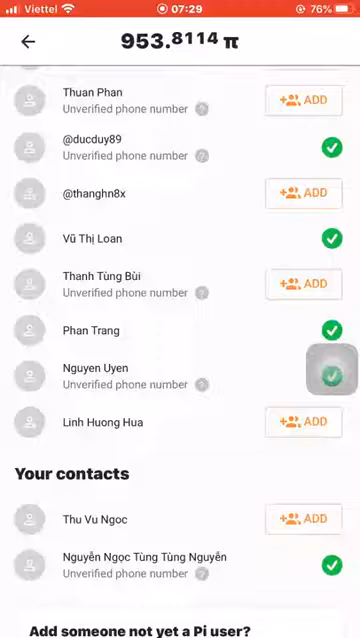 Viettel 07:29 76%
953.8114 π
Thuan Phan
Unverified phone number ?
ADD
@ducduy89
Unverified phone number ?
@thanghn8x
ADD
Vũ Thị Loan
Thanh Tùng Bùi
Unverified phone number ?
ADD
Phan Trang
Nguyen Uyen
Unverified phone number ?
Linh Huong Hua
ADD
Your contacts
Thu Vu Ngoc
ADD
Nguyễn Ngọc Tùng Tùng Nguyễn
Unverified phone number ?
Add someone not yet a Pi user?